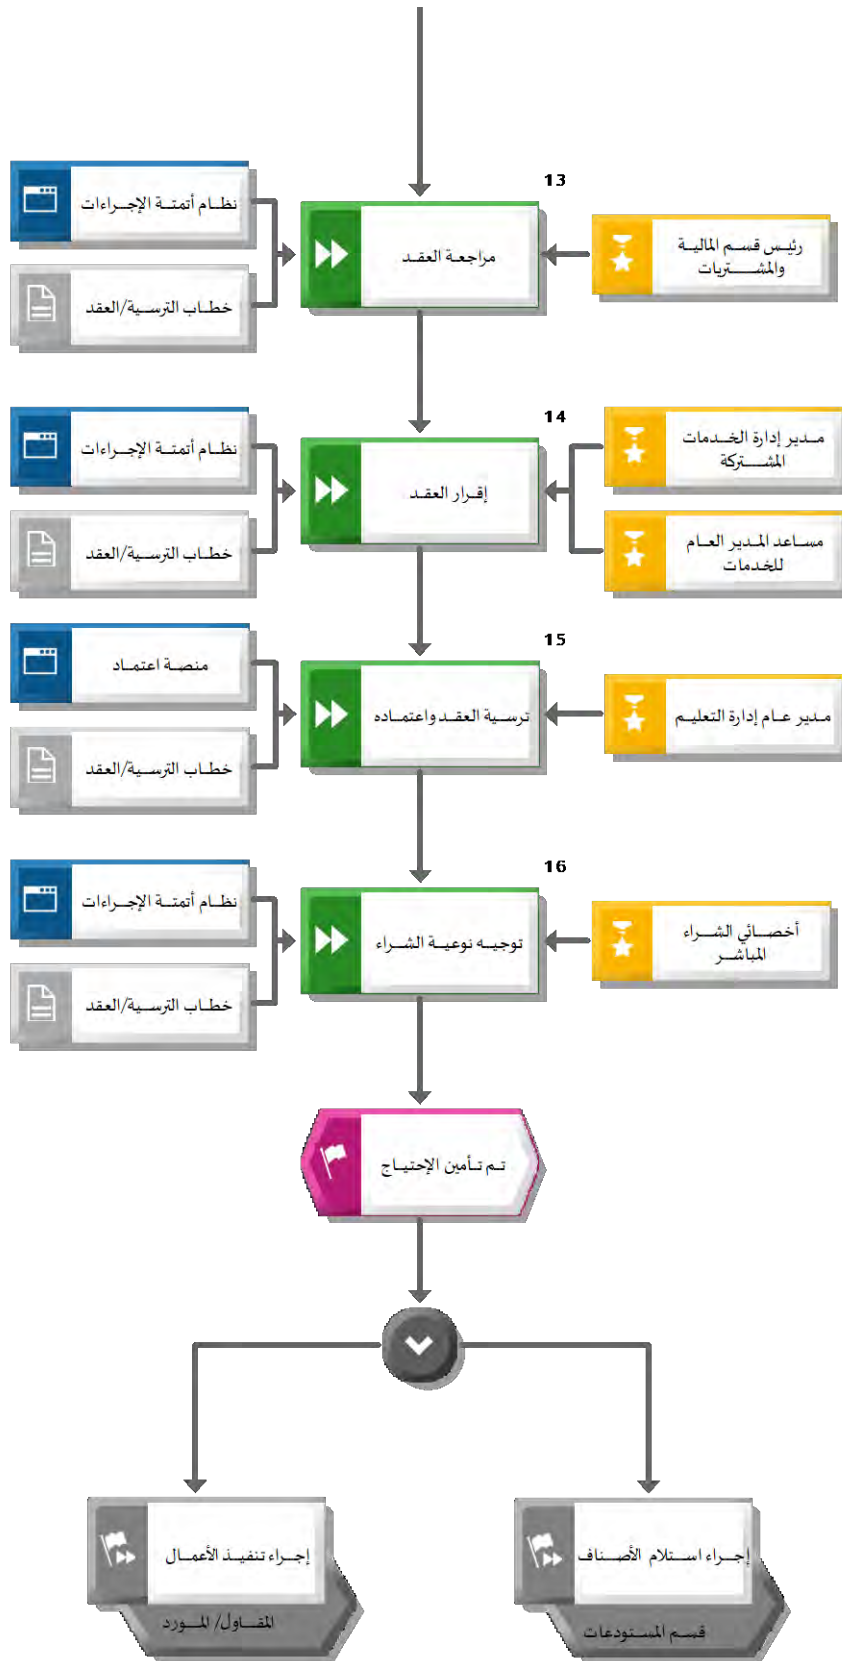 13
رئيس قسم المالية
والمشتريات
مراجعة العقد
نظام أتمتة الإجراءات
خطاب الترسية/العقد
14
مدير إدارة الخدمات
المشتركة
مساعد المدير العام
للخدمات
إقرار العقد
نظام أتمتة الإجراءات
خطاب الترسية/العقد
15
مدير عام إدارة التعليم
ترسية العقد واعتماده
منصة اعتماد
خطاب الترسية/العقد
16
أخصائي الشراء
المباشر
توجيه نوعية الشراء
نظام أتمتة الإجراءات
خطاب الترسية/العقد
تم تأمين الإحتياج
إجراء استلام الأصناف
قسم المستودعات
إجراء تنفيذ الأعمال
المقاول/ المورد